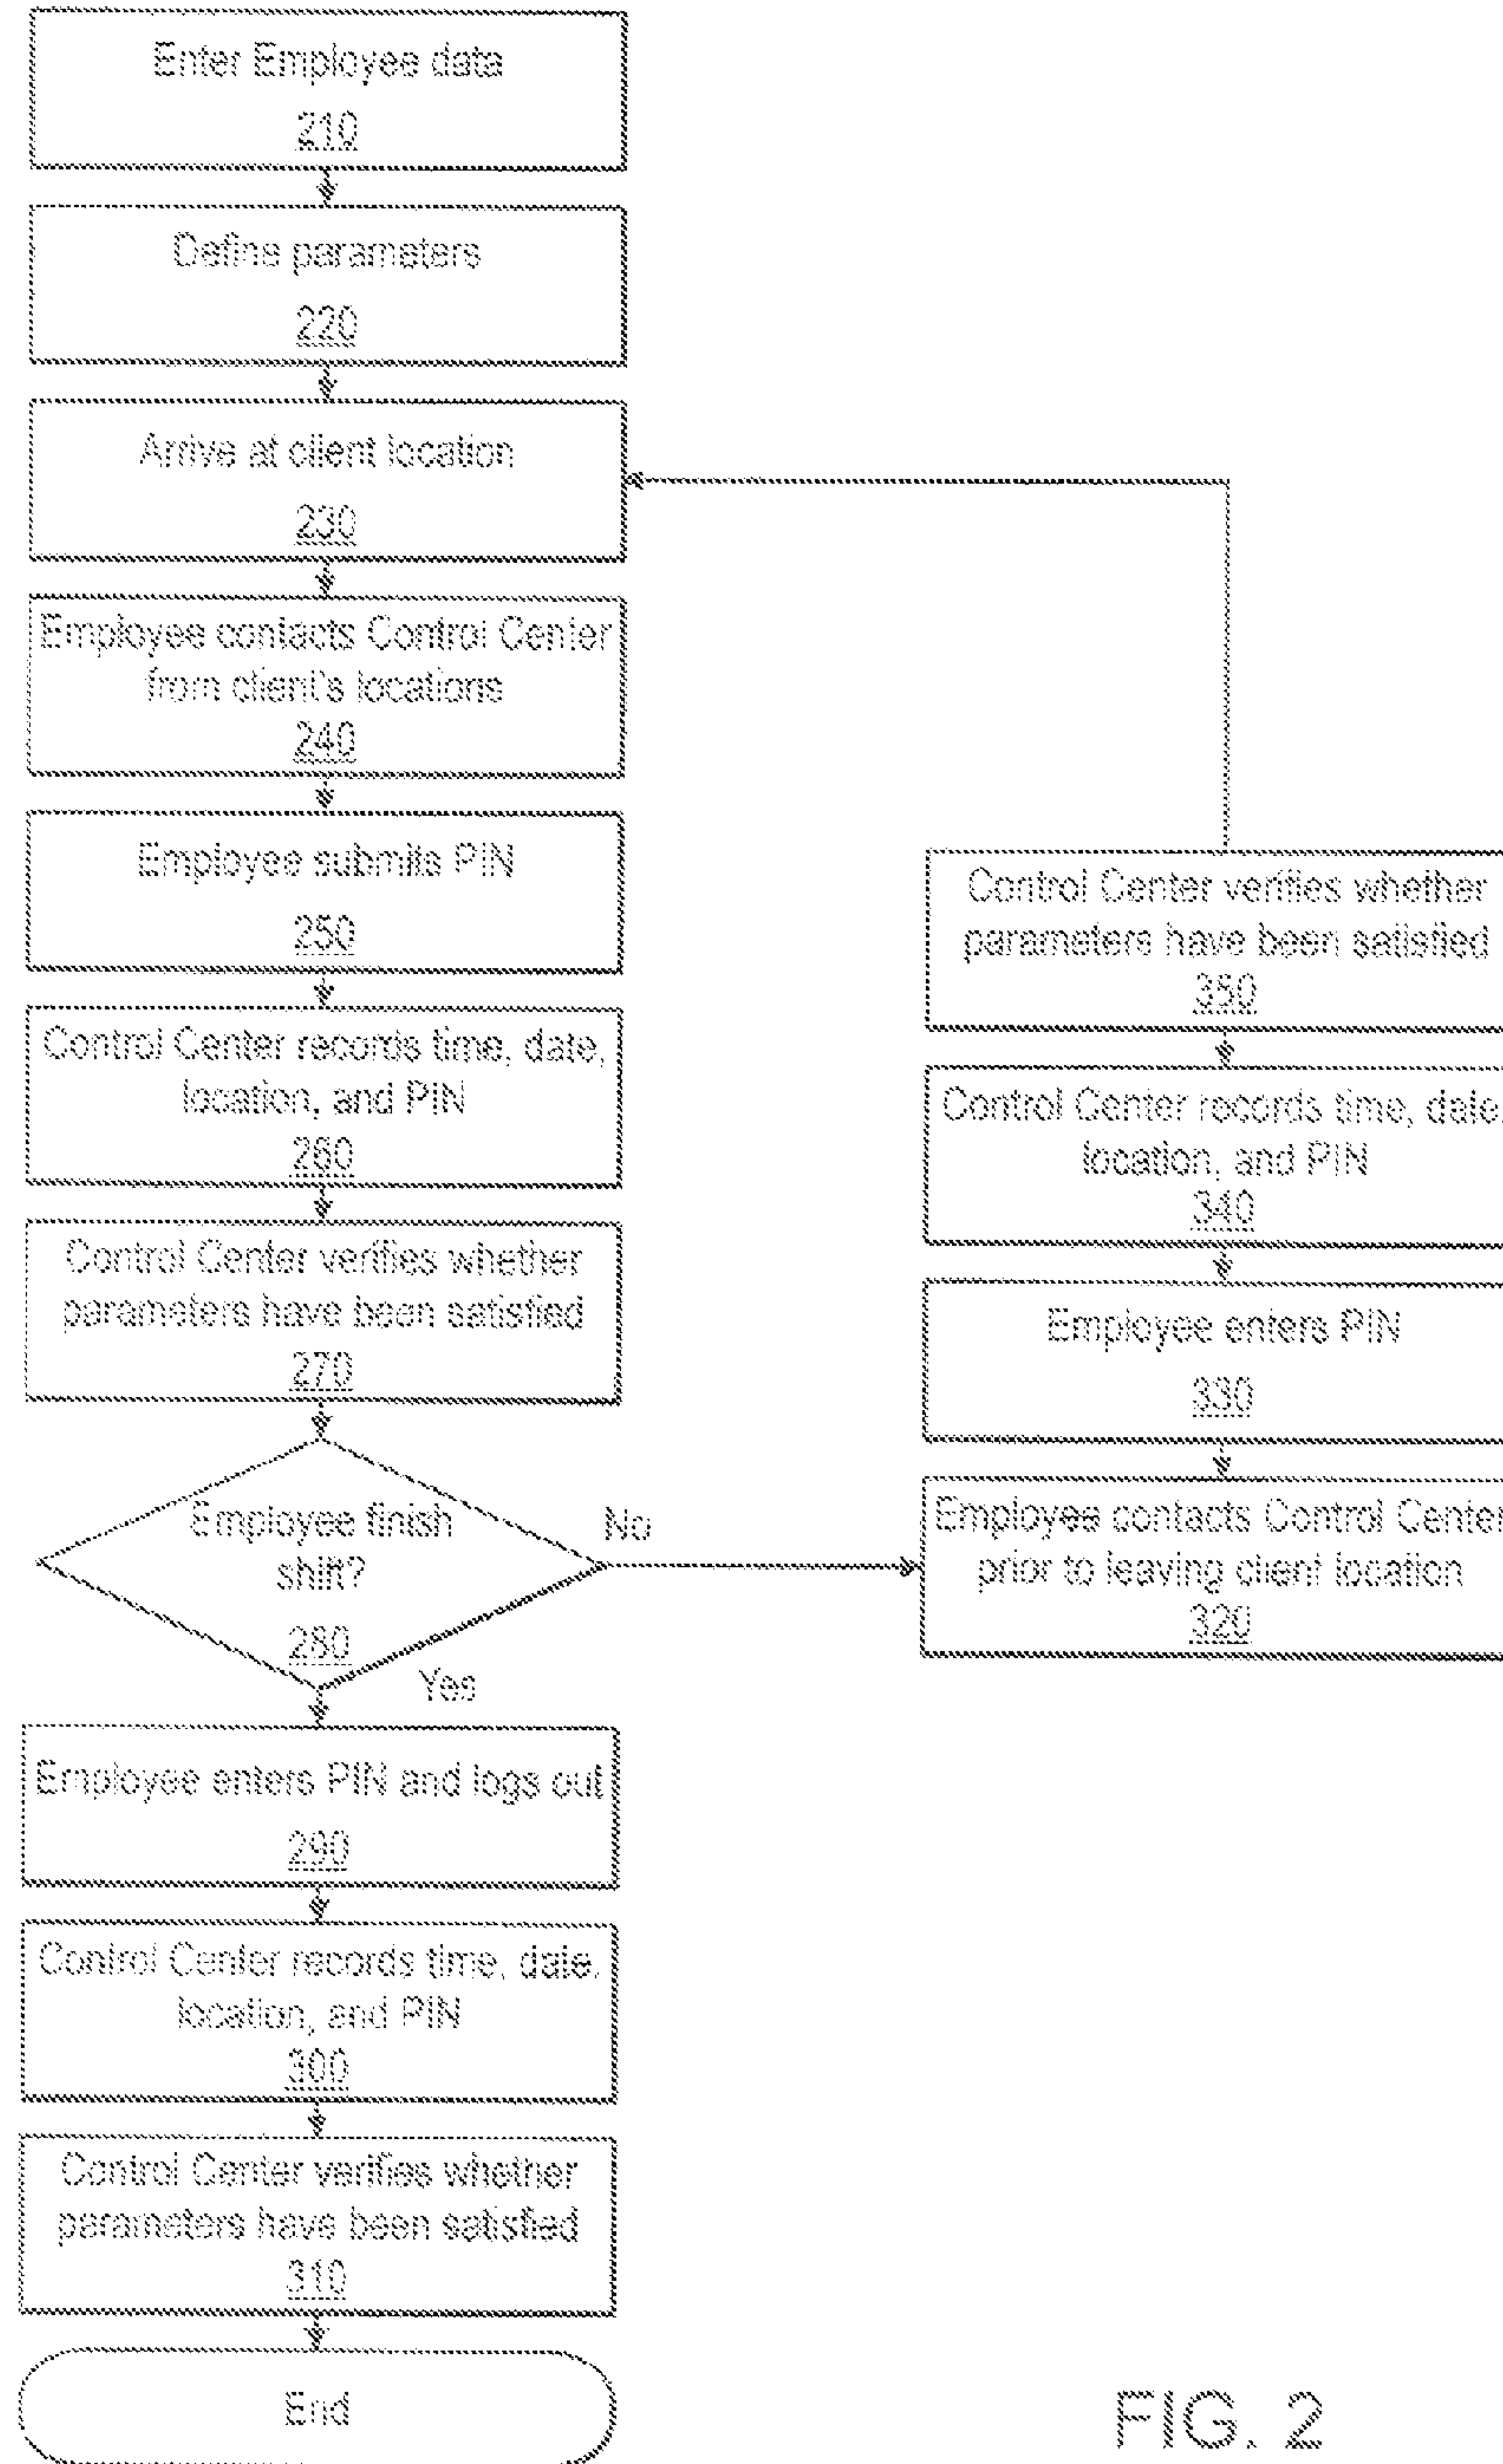 Enter Employee data
210
Define parameters
220
Arrive at client location
230
Employee contacts Control Center
from client's locations
240
Employee submits PIN
250
Control Center records time, date,
location, and PIN
260
Control Center verifies whether
parameters have been satisfied
270
Employee finish
shift?
280
No
Yes
Employee enters PIN and logs out
290
Control Center records time, date,
location, and PIN
300
Control Center verifies whether
parameters have been satisfied
310
End
Control Center verifies whether
parameters have been satisfied
350
Control Center records time, date,
location, and PIN
340
Employee enters PIN
330
Employee contacts Control Center
prior to leaving client location
320
FIG. 2